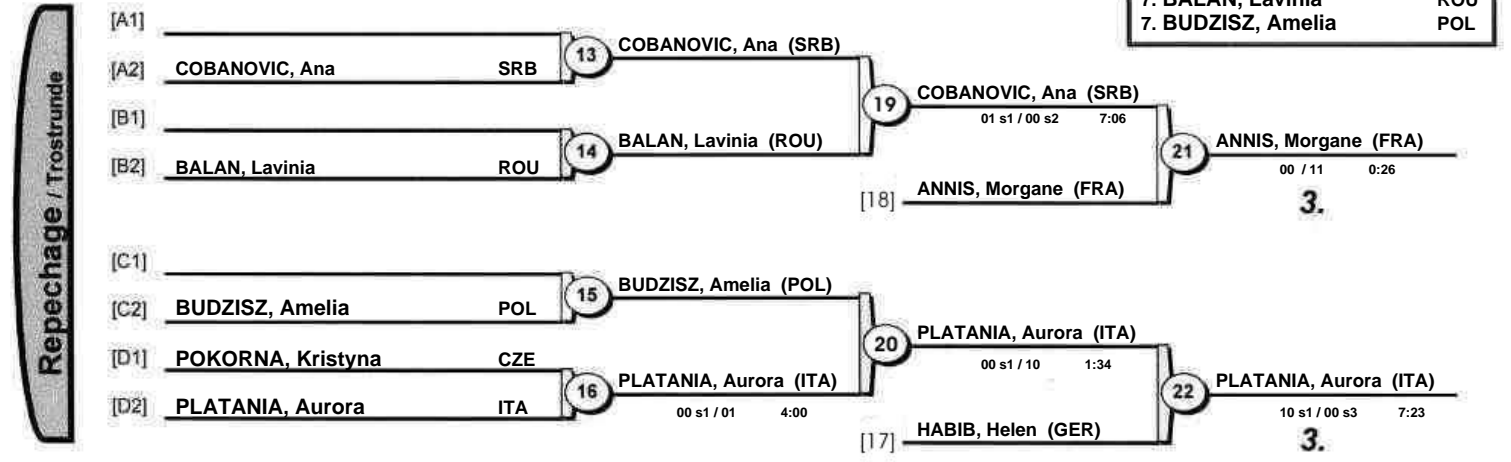 7. BALAN, Lavinia ROU
7. BUDZISZ, Amelia POL
Repechage / Trostrunde
[A1]
[A2] COBANOVIC, Ana SRB
13
COBANOVIC, Ana (SRB)
[B1]
[B2] BALAN, Lavinia ROU
14
BALAN, Lavinia (ROU)
19
COBANOVIC, Ana (SRB)
01 s1 / 00 s2 7:06
[18] ANNIS, Morgane (FRA)
21
ANNIS, Morgane (FRA)
00 / 11 0:26
3.
[C1]
[C2] BUDZISZ, Amelia POL
15
BUDZISZ, Amelia (POL)
[D1] POKORNA, Kristyna CZE
[D2] PLATANIA, Aurora ITA
16
PLATANIA, Aurora (ITA)
00 s1 / 01 4:00
20
PLATANIA, Aurora (ITA)
00 s1 / 10 1:34
[17] HABIB, Helen (GER)
22
PLATANIA, Aurora (ITA)
10 s1 / 00 s3 7:23
3.